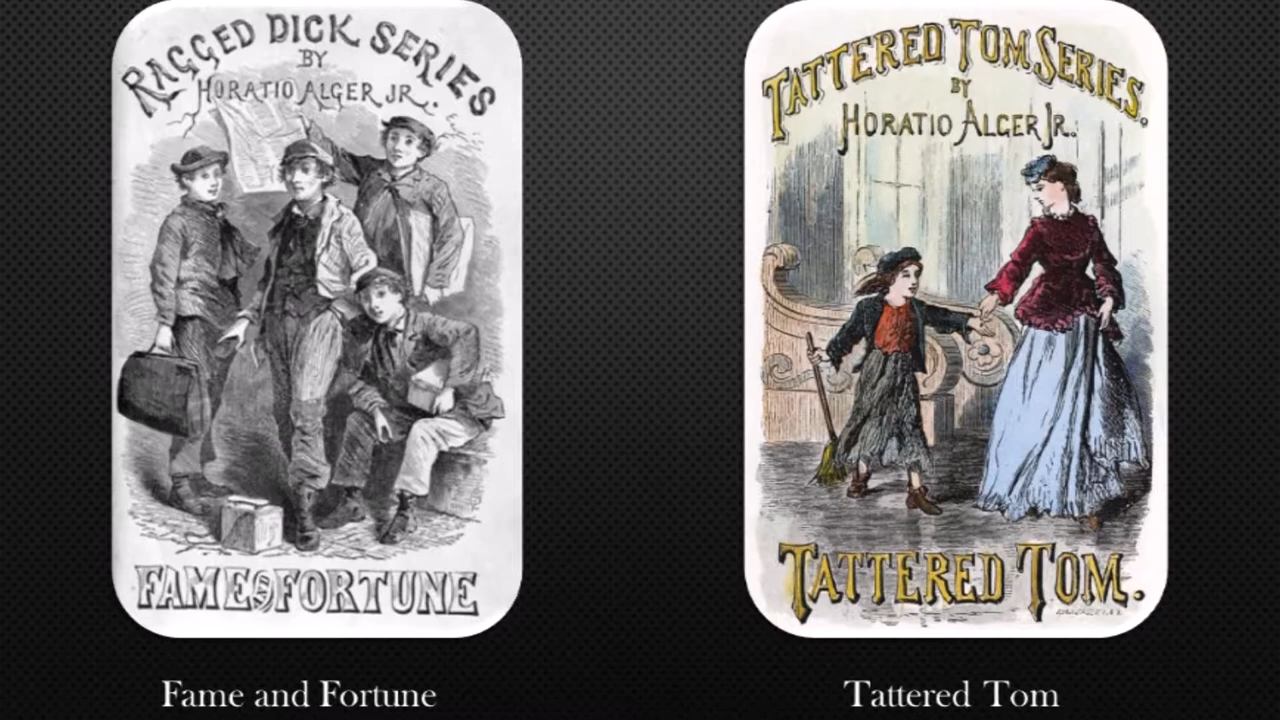 RAGGED DICK SERIES
BY
HORATIO ALGER JR.
FAME & FORTUNE
Fame and Fortune
TATTERED TOM SERIES.
BY
HORATIO ALGER JR.
TATTERED TOM.
Tattered Tom